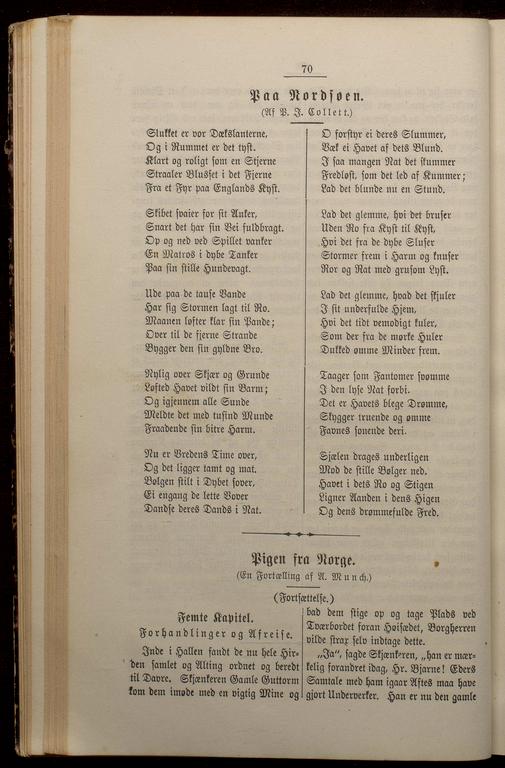 70
Paa Nordsøen.
(Af P. J. Collett.)
Slukket er vor Dækslanterne,
Og i Rummet er det tyst.
Klart og roligt som en Stjerne
Straaler Blusset i det Fjerne
Fra et Fyr paa Englands Kyst.
Skibet svaier for sit Anker,
Snart det har sin Vei fuldbragt.
Op og ned ved Spillet vanker
En Matros i dybe Tanker
Paa sin stille Hundevagt.
Ude paa de tause Vande
Har sig Stormen lagt til Ro.
Maanen løfter klar sin Pande;
Over til de fjerne Strande
Bygger den sin gyldne Bro.
Nylig over Skjær og Grunde
Løfted Havet vildt sin Barm;
Og igjennem alle Sunde
Meldte det med tusind Munde
Fraadende sin bitre Harm.
Nu er Vredens Time over,
Og det ligger tamt og mat.
Bølgen stilt i Dybet sover,
Ei engang de lette Vover
Dandse deres Dands i Nat.
O forstyr ei deres Slummer,
Væk ei Havet af dets Blund.
I saa mangen Nat det skummer
Fredløst, som det led af Kummer;
Lad det blunde nu en Stund.
Lad det glemme, hvi det bruser
Uden Ro fra Kyst til Kyst,
Hvi det fra de dybe Sluser
Stormer frem i Harm og knuser
Ror og Rat med grusom Lyst.
Lad det glemme, hvad det skjuler
I sit underfulde Hjem,
Hvi det tidt vemodigt kuler,
Som der fra de mørke Huler
Dukked ømme Minder frem.
Taager som Fantomer svømme
I den lyse Nat forbi.
Det er Havets blege Drømme,
Skygger truende og ømme
Favnes sonende deri.
Sjælen drages underligen
Mod de stille Bølger ned.
Havet i dets Ro og Stigen
Ligner Aanden i dens Higen
Og dens drømmefulde Fred.
Pigen fra Norge.
(En Fortælling af A. Munch.)
(Fortsættelse.)
Femte Kapitel.
Forhandlinger og Afreise.
Inde i Hallen fandt de nu hele Hir-
den samlet og Alting ordnet og beredt
til Davre. Skjænkeren Gamle Guttorm
kom dem imøde med en vigtig Mine og
bad dem stige op og tage Plads ved
Tværbordet foran Høisædet, Borgherren
vilde strax selv indtage dette.
„Ja“, sagde Skjænkeren, „han er mær-
kelig forandret idag, Hr. Bjarne! Eders
Samtale med ham igaar Aftes maa have
gjort Underverker. Han er nu den gamle